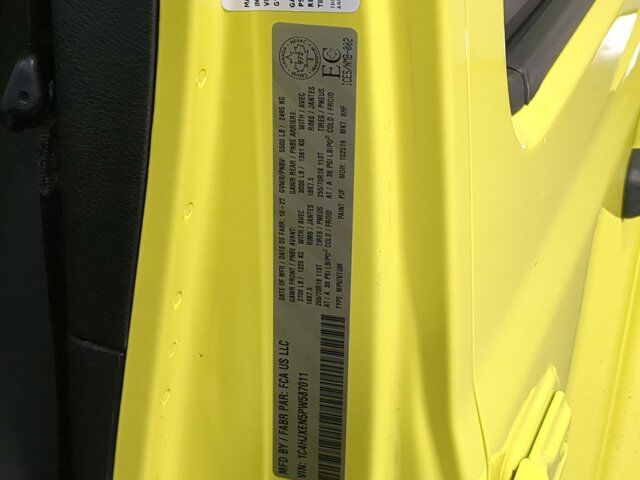 MFD BY / FABR PAR: FCA US LLC
DATE OF MFR / DATE DE FABR. 10-22 GVWR/PNBV: 5500 LB / 2495 KG
GAWR FRONT / PNBE AVANT: GAWR REAR / PNBE ARRIERE:
2700 LB / 1225 KG WITH / AVEC 3000 LB / 1361 KG WITH / AVEC
18X7.5 RIMS / JANTES 18X7.5 RIMS / JANTES
255/70R18 113T TIRES / PNEUS 255/70R18 113T TIRES / PNEUS
AT / A 38 PSI LB/PO² COLD / FROID AT / A 38 PSI LB/PO² COLD / FROID
TYPE: MPV/VTUM PAINT: PJF MDH: 102519 MKT: BMF
VIN: 1C4HJXEN5PW587011
972
EC
ICES/NMB-002